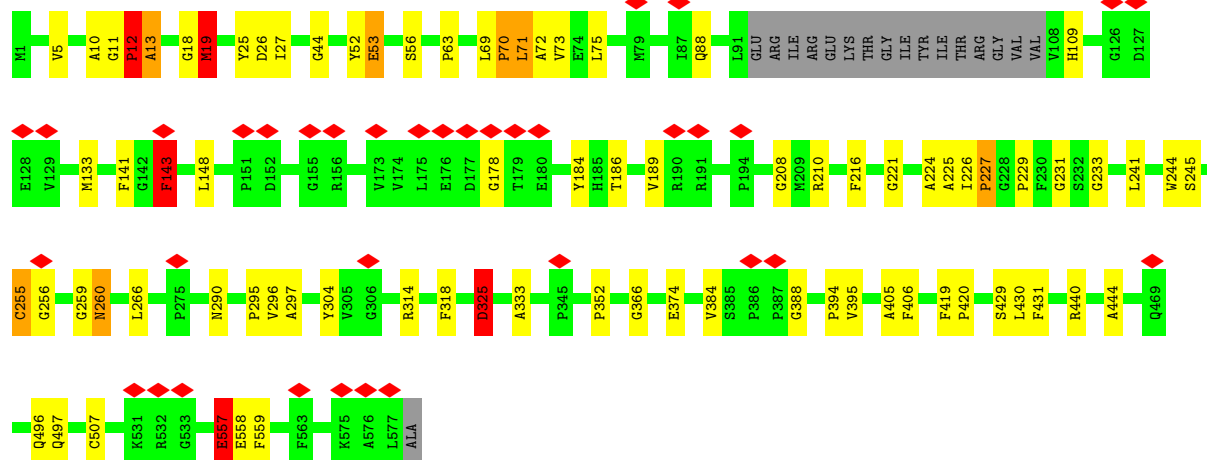 M1 V5 A10 G11 P12 A13 G18 M19 Y25 D26 I27 G44 Y52 E53 S56 P63 L69 P70 L71 A72 V73 E74 L75 M79 I87 Q88 L91 GLU ARG ILE ARG GLU LYS THR GLY ILE TYR ILE THR ARG GLY VAL VAL V108 H109 G126 D127
E128 V129 M133 F141 G142 F143 L148 P151 D152 G155 R156 V173 V174 L175 E176 D177 G178 T179 E180 Y184 H185 T186 V189 R190 R191 P194 G208 M209 R210 F216 G221 A224 A225 I226 P227 G228 P229 F230 G231 S232 G233 L241 W244 S245
C255 G256 G259 N260 L266 P275 N290 P295 V296 A297 Y304 V305 G306 R314 F318 D325 A333 P345 P352 G366 E374 V384 S385 P386 P387 G388 P394 V395 A405 F406 F419 P420 S429 L430 F431 R440 A444 Q469
Q496 Q497 C507 K531 R532 G533 E557 E558 F559 F563 K575 A576 L577 ALA